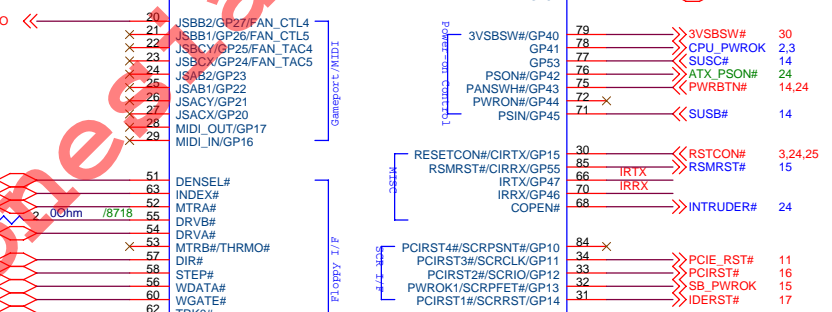 20 JSBB2/GP27/FAN_CTL4
21 JSBB1/GP26/FAN_CTL5
22 JSBCY/GP25/FAN_TAC4
23 JSBCX/GP24/FAN_TAC5
24 JSAB2/GP23
25 JSAB1/GP22
26 JSACY/GP21
27 JSACX/GP20
28 MIDI_OUT/GP17
29 MIDI_IN/GP16
Gameport/MIDI
51 DENSEL#
63 INDEX#
52 MTRA#
2 0Ohm /8718 55 DRVB#
54 DRVA#
53 MTRB#/THRMO#
57 DIR#
58 STEP#
56 WDATA#
60 WGATE#
62
Floppy I/F
Power-on Control
3VSBSW#/GP40 79 3VSBSW# 30
GP41 78 CPU_PWROK 2,3
GP53 77 SUSC# 14
PSON#/GP42 76 ATX_PSON# 24
PANSWH#/GP43 75 PWRBTN# 14,24
PWRON#/GP44 72
PSIN/GP45 71 SUSB# 14
MISC
RESETCON#/CIRTX/GP15 30 RSTCON# 3,24,25
RSMRST#/CIRRX/GP55 85 RSMRST# 15
IRTX/GP47 66 IRTX
IRRX/GP46 70 IRRX
COPEN# 68 INTRUDER# 24
SCR I/F
PCIRST4#/SCRPSNT#/GP10 84
PCIRST3#/SCRCLK/GP11 34 PCIE_RST# 11
PCIRST2#/SCRIO/GP12 33 PCIRST# 16
PWROK1/SCRPFET#/GP13 32 SB_PWROK 15
PCIRST1#/SCRRST/GP14 31 IDERST# 17